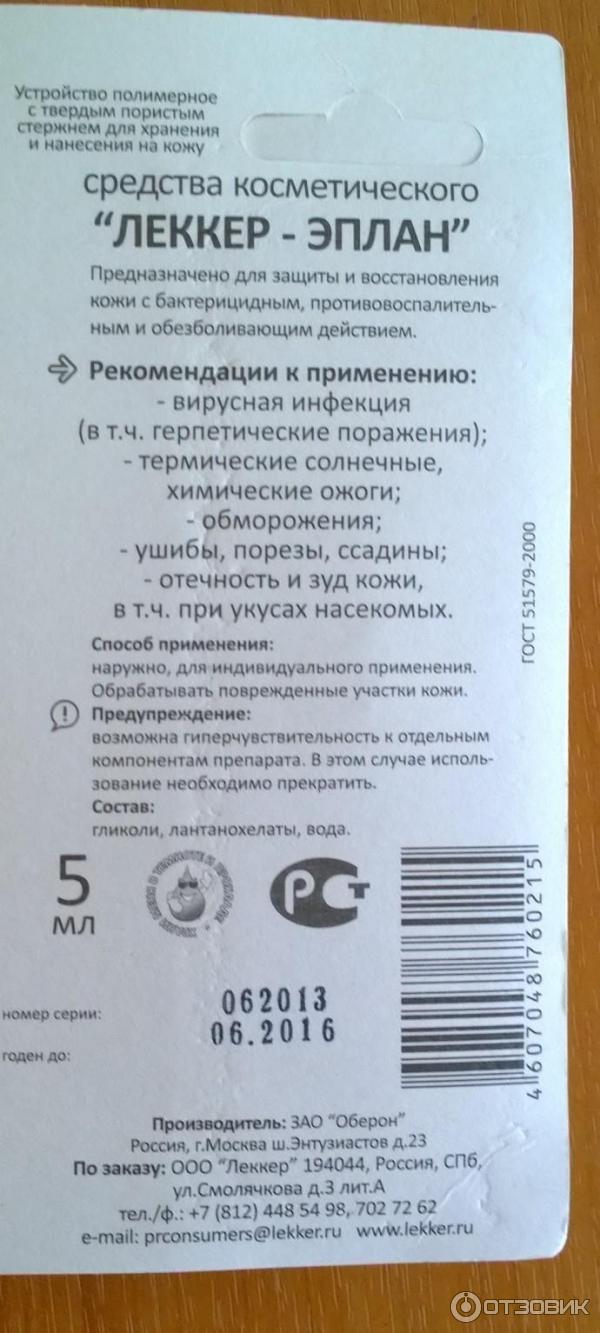 Устройство полимерное
с твердым пористым
стержнем для хранения
и нанесения на кожу
средства косметического
“ЛЕККЕР - ЭПЛАН”
Предназначено для защиты и восстановления
кожи с бактерицидным, противовоспалитель-
ным и обезболивающим действием.
Рекомендации к применению:
- вирусная инфекция
(в т.ч. герпетические поражения);
- термические солнечные,
химические ожоги;
- обморожения;
- ушибы, порезы, ссадины;
- отечность и зуд кожи,
в т.ч. при укусах насекомых.
ГОСТ 51579-2000
Способ применения:
наружно, для индивидуального применения.
Обрабатывать поврежденные участки кожи.
Предупреждение:
возможна гиперчувствительность к отдельным
компонентам препарата. В этом случае исполь-
зование необходимо прекратить.
Состав:
гликоли, лантанохелаты, вода.
5
мл
РСТ
4607048760215
номер серии: 062013
годен до: 06.2016
Производитель: ЗАО “Оберон”
Россия, г.Москва ш.Энтузиастов д.23
По заказу: ООО “Леккер” 194044, Россия, СПб,
ул.Смолячкова д.3 лит.А
тел./ф.: +7 (812) 448 54 98, 702 72 62
e-mail: prconsumers@lekker.ru www.lekker.ru
ОТЗОВИК